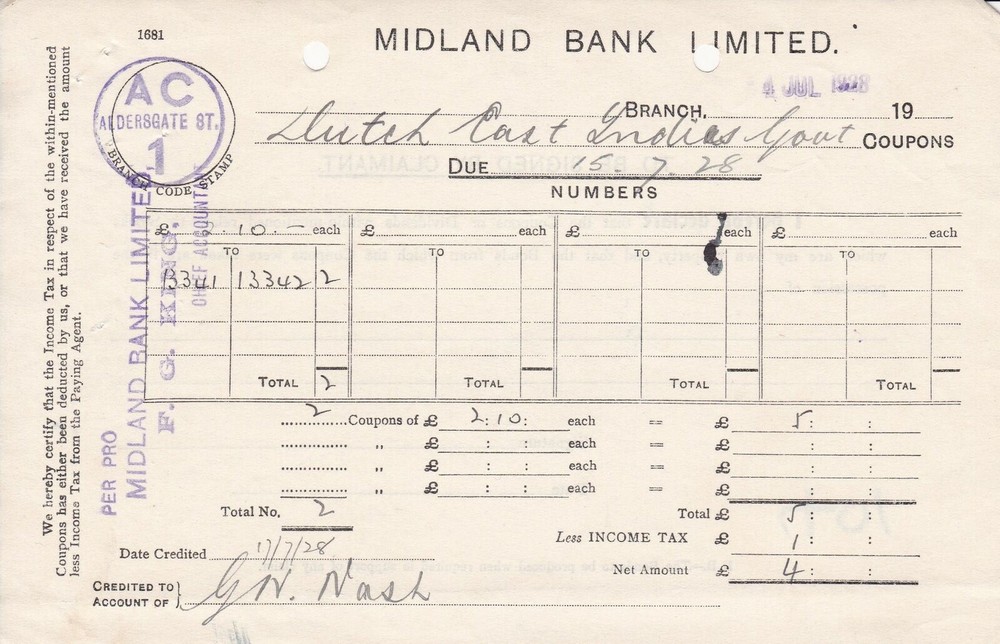 1681
MIDLAND BANK LIMITED.
4 JUL 1928
BRANCH, 19
Dutch East Indies Govt COUPONS
DUE 15. 7. 28
NUMBERS
AC
ALDERSGATE ST.
1
BRANCH CODE STAMP
We hereby certify that the Income Tax in respect of the within-mentioned
Coupons has either been deducted by us, or that we have received the amount
less Income Tax from the Paying Agent.
PER PRO
MIDLAND BANK LIMITED,
F. G. KING.
CHIEF ACCOUNTANT
£ 2.10.- each £ each £ each £ each
TO TO TO TO
13341 13342 2
TOTAL 2 TOTAL TOTAL TOTAL
2 Coupons of £ 2:10: each = £ 5: :
„ £ : : each = £ : :
„ £ : : each = £ : :
„ £ : : each = £ : :
Total No. 2 Total £ 5: :
Less INCOME TAX £ 1: :
Date Credited 17/7/28 Net Amount £ 4: :
CREDITED TO
ACCOUNT OF } G.W. Nash